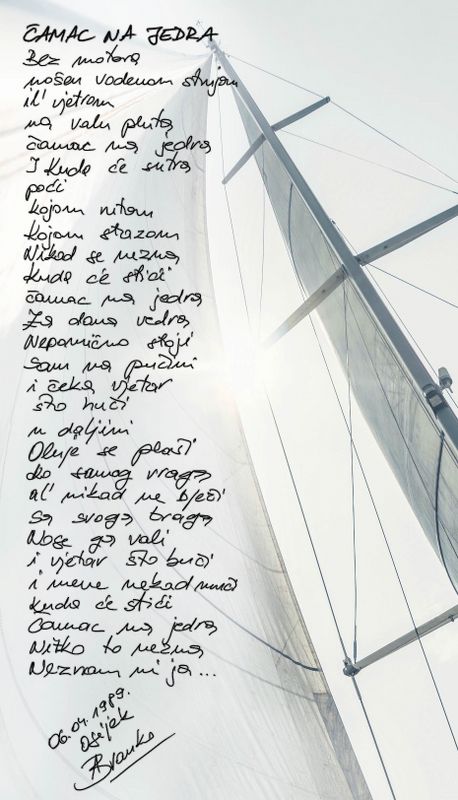 ČAMAC NA JEDRA
Bez motora
nošen vodenom strujom
il' vjetrom
na valu pluta
čamac na jedra
I kuda će sutra
poći
kojom nitom
kojom stazom
Nikad se nezna
kuda će stići
čamac na jedra
Za dana vedra
Nepomično stoji
sam na pučini
i čeka vjetar
što huči
u daljini
Oluje se plaši
do samog vraga
al' nikad ne bježi
sa svoga traga
Nose ga vali
i vjetar što buči
i mene nekad muči
kuda će stići
Čamac na jedra
Nitko to nezna
Neznam ni ja...
06.04.1989.
Osijek
Branko